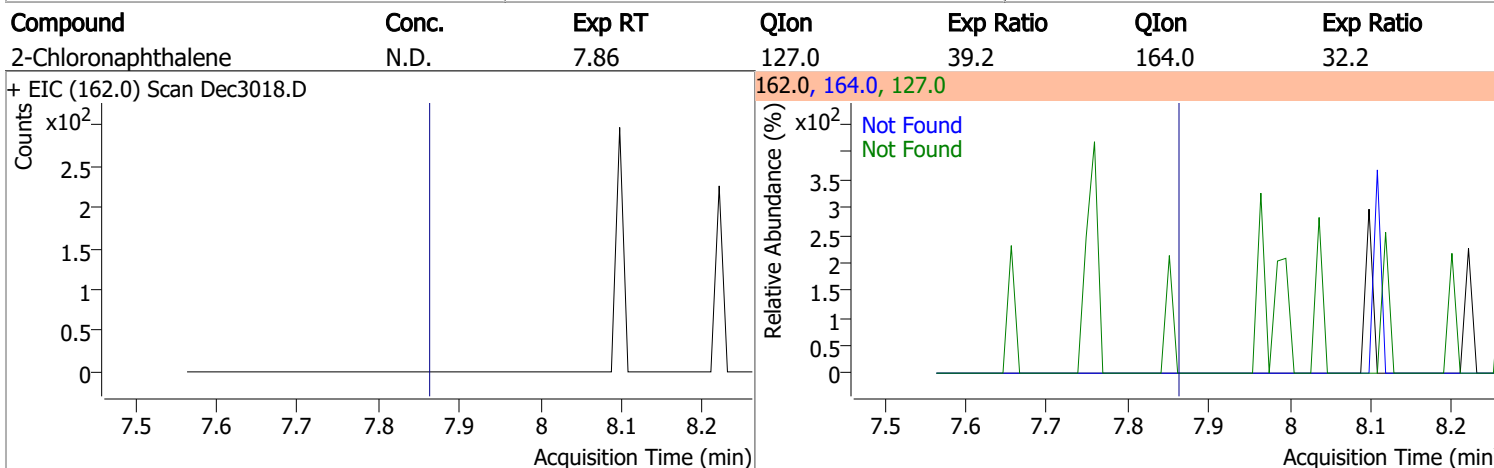 Compound Conc. Exp RT QIon Exp Ratio QIon Exp Ratio
2-Chloronaphthalene N.D. 7.86 127.0 39.2 164.0 32.2
+ EIC (162.0) Scan Dec3018.D
162.0, 164.0, 127.0
Counts
x10²
2.5
2
1.5
1
0.5
0
7.5 7.6 7.7 7.8 7.9 8 8.1 8.2
Acquisition Time (min)
Relative Abundance (%)
x10²
Not Found
Not Found
3.5
3
2.5
2
1.5
1
0.5
0
7.5 7.6 7.7 7.8 7.9 8 8.1 8.2
Acquisition Time (min)